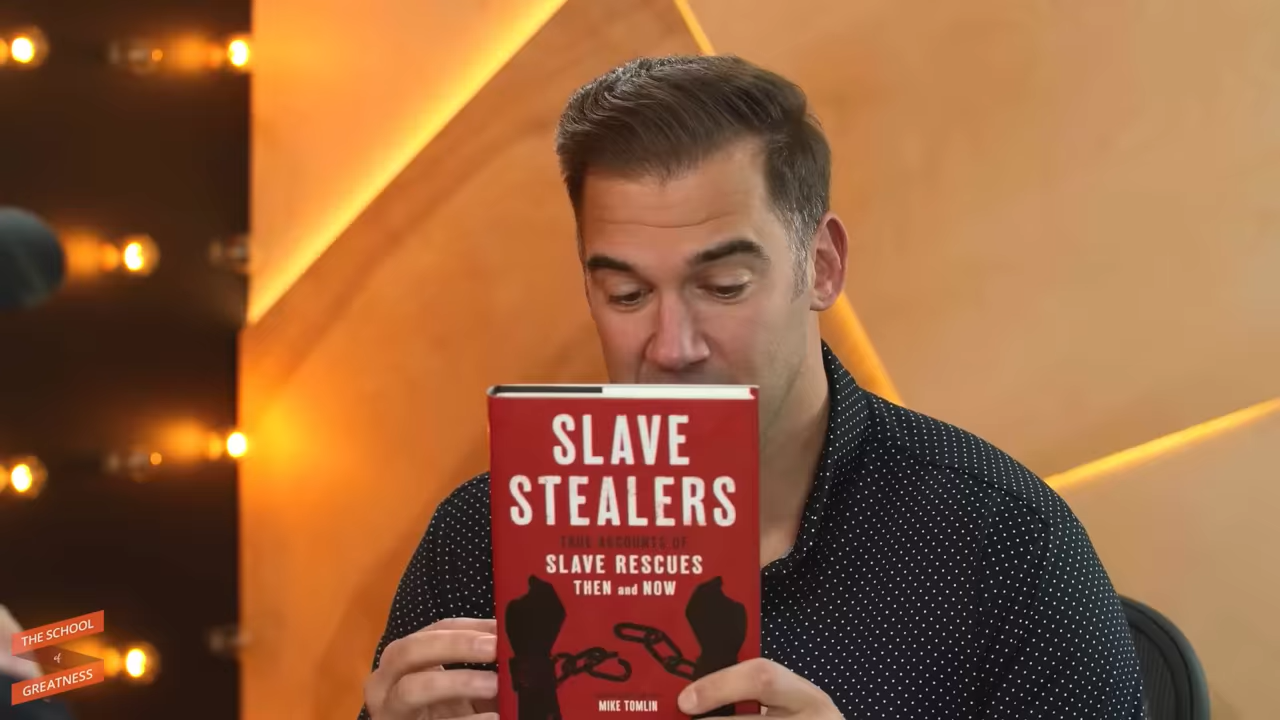 SLAVE
STEALERS
TRUE ACCOUNTS OF
SLAVE RESCUES
THEN and NOW
MIKE TOMLIN
THE SCHOOL
of
GREATNESS